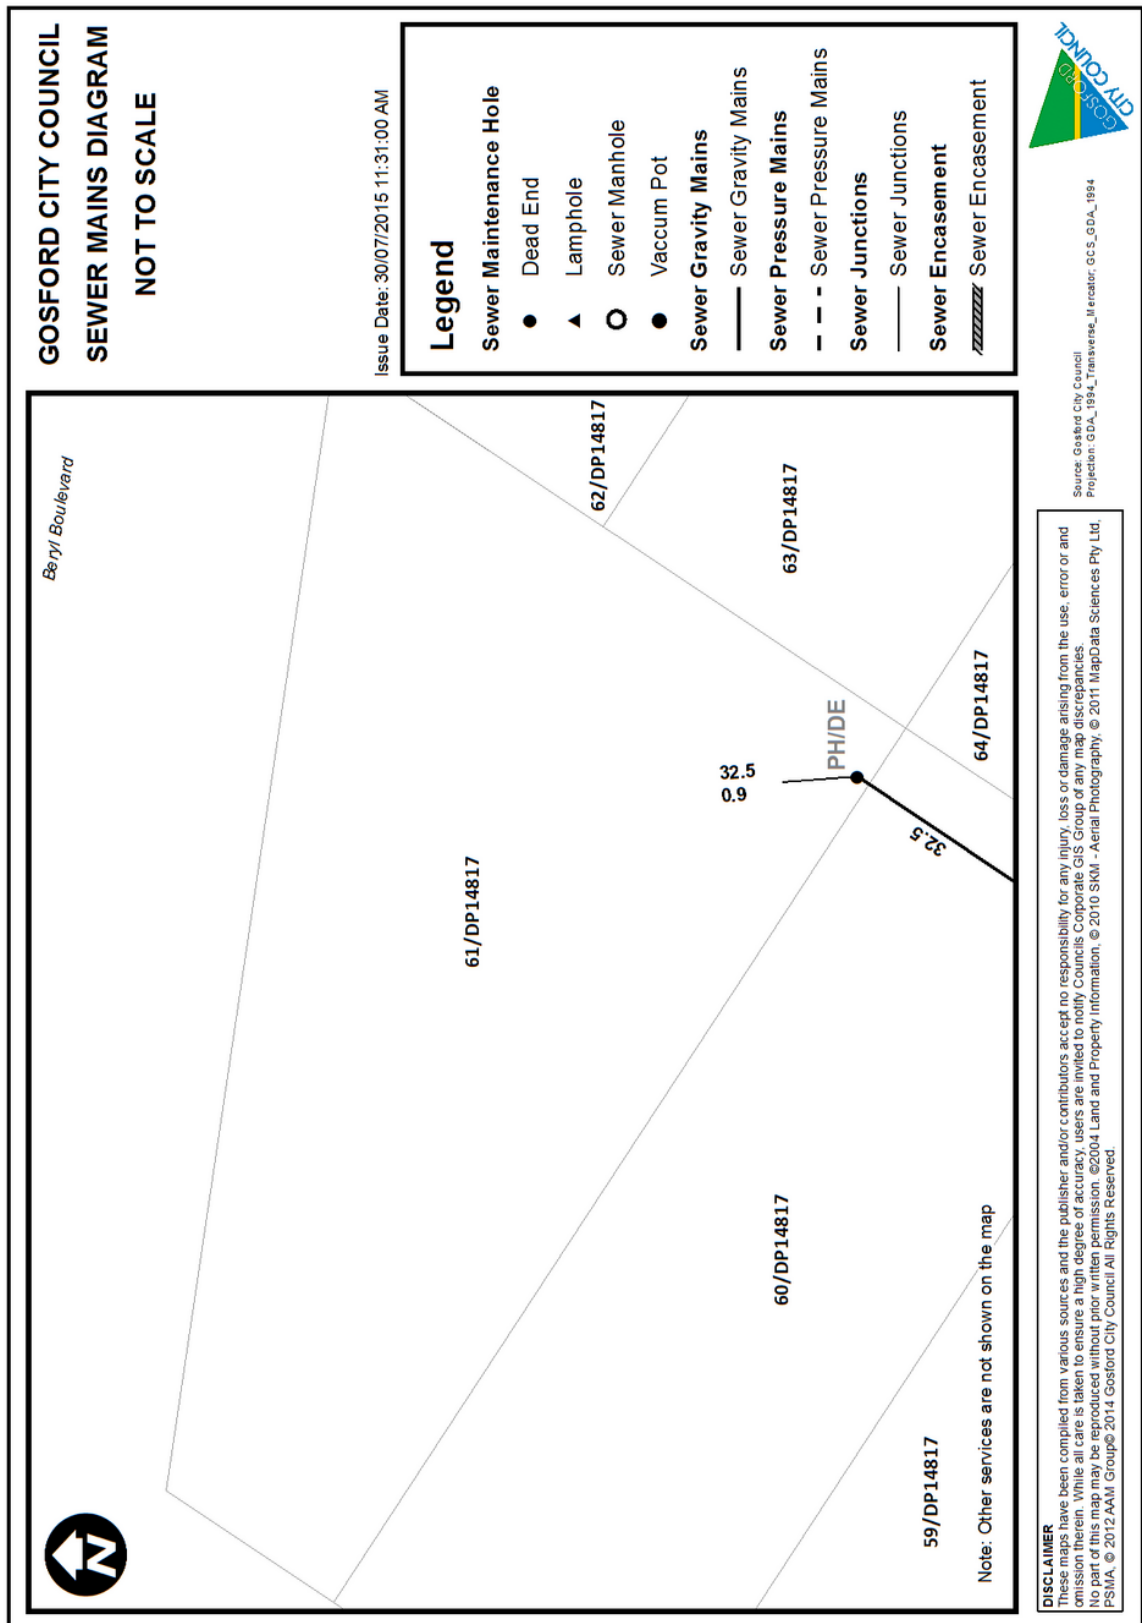 GOSFORD CITY COUNCIL
SEWER MAINS DIAGRAM
NOT TO SCALE
Issue Date: 30/07/2015 11:31:00 AM
Legend
Sewer Maintenance Hole
Dead End
Lamphole
Sewer Manhole
Vaccum Pot
Sewer Gravity Mains
Sewer Gravity Mains
Sewer Pressure Mains
Sewer Pressure Mains
Sewer Junctions
Sewer Junctions
Sewer Encasement
Sewer Encasement
N
Beryl Boulevard
62/DP14817
63/DP14817
61/DP14817
32.5
0.9
PH/DE
64/DP14817
32.5
60/DP14817
59/DP14817
Note: Other services are not shown on the map
DISCLAIMER
These maps have been compiled from various sources and the publisher and/or contributors accept no responsibility for any injury, loss or damage arising from the use, error or and
omission therein. While all care is taken to ensure a high degree of accuracy, users are invited to notify Councils Corporate GIS Group of any map discrepancies.
No part of this map may be reproduced without prior written permission. ©2004 Land and Property Information, © 2010 SKM - Aerial Photography, © 2011 MapData Sciences Pty Ltd,
PSMA, © 2012 AAM Group© 2014 Gosford City Council All Rights Reserved.
Source: Gosford City Council
Projection: GDA_1994_Transverse_Mercator; GCS_GDA_1994
GOSFORD
CITY COUNCIL